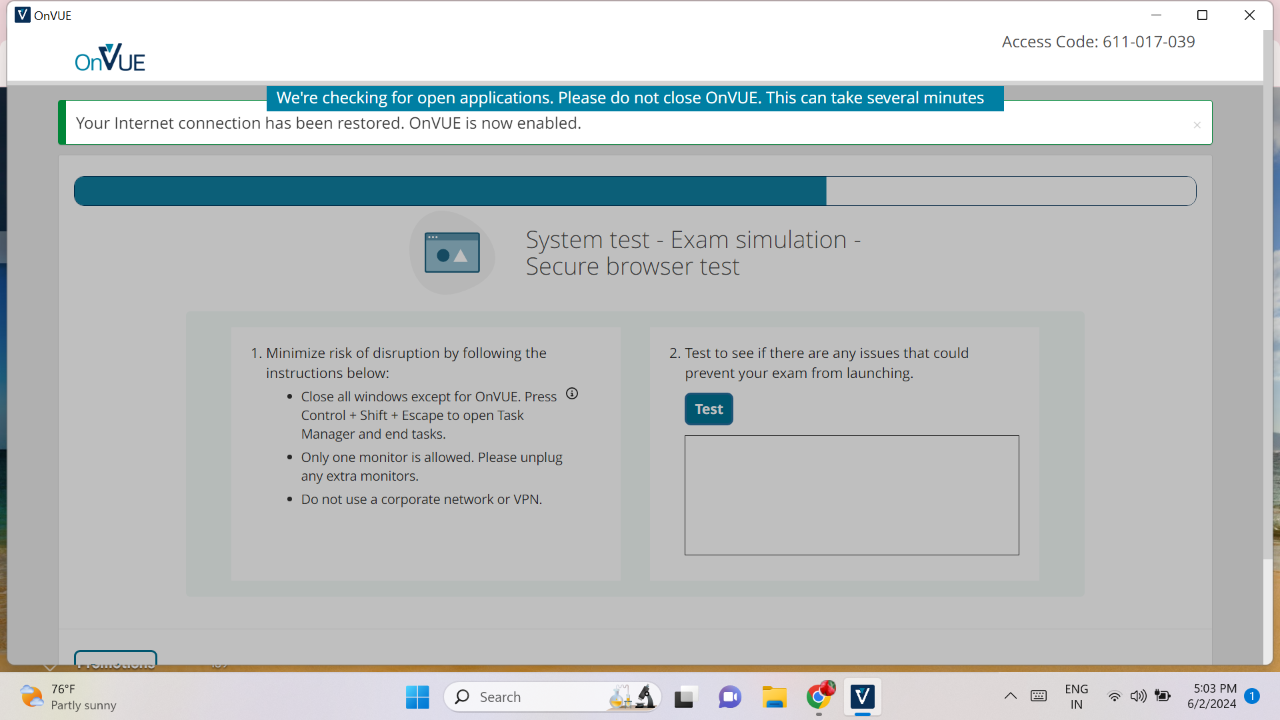 OnVUE
Access Code: 611-017-039
OnVUE
We're checking for open applications. Please do not close OnVUE. This can take several minutes
Your Internet connection has been restored. OnVUE is now enabled.
System test - Exam simulation -
Secure browser test
1. Minimize risk of disruption by following the
instructions below:
• Close all windows except for OnVUE. Press
Control + Shift + Escape to open Task
Manager and end tasks.
• Only one monitor is allowed. Please unplug
any extra monitors.
• Do not use a corporate network or VPN.
2. Test to see if there are any issues that could
prevent your exam from launching.
Test
Promotions
76°F
Partly sunny
Search
ENG
IN
5:03 PM
6/2/2024
1